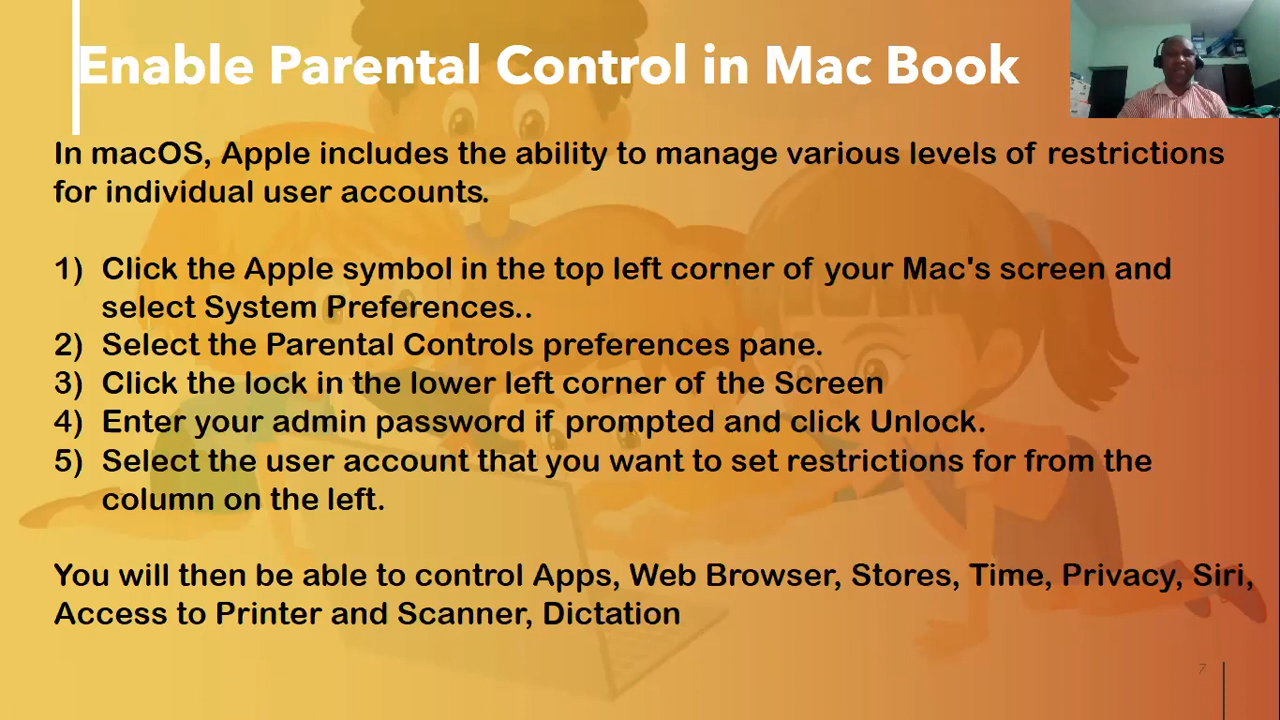 Enable Parental Control in Mac Book
In macOS, Apple includes the ability to manage various levels of restrictions
for individual user accounts.
1) Click the Apple symbol in the top left corner of your Mac's screen and
select System Preferences..
2) Select the Parental Controls preferences pane.
3) Click the lock in the lower left corner of the Screen
4) Enter your admin password if prompted and click Unlock.
5) Select the user account that you want to set restrictions for from the
column on the left.
You will then be able to control Apps, Web Browser, Stores, Time, Privacy, Siri,
Access to Printer and Scanner, Dictation
7